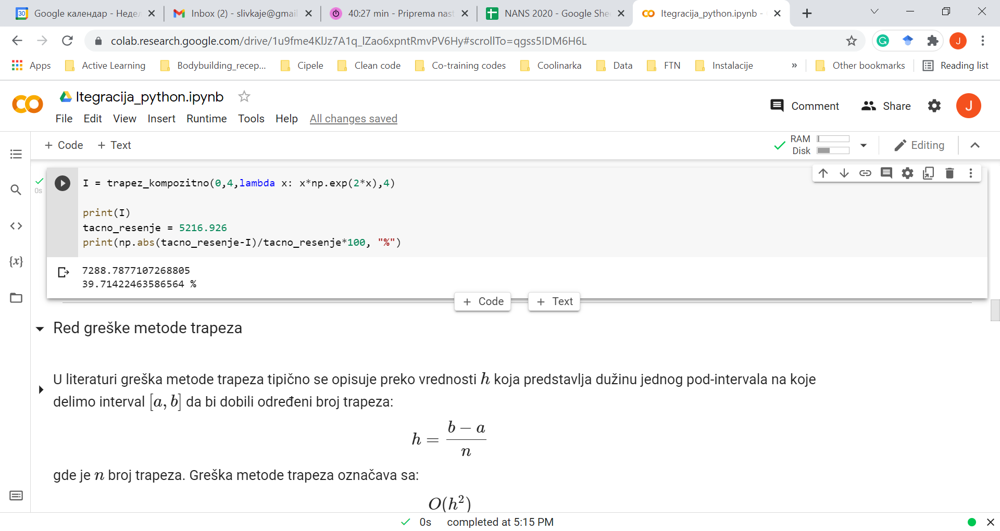 Google календар - Недел
Inbox (2) - slivkaje@gmail
40:27 min - Priprema nast
NANS 2020 - Google She
Itegracija_python.ipynb -
colab.research.google.com/drive/1u9fme4KlJz7A1q_lZao6xpntRmvPV6Hy#scrollTo=qgss5IDM6H6L
J
Apps
Active Learning
Bodybuilding_recep...
Cipele
Clean code
Co-training codes
Coolinarka
Data
FTN
Instalacije
»
Other bookmarks
Reading list
Itegracija_python.ipynb
Comment
Share
J
File Edit View Insert Runtime Tools Help All changes saved
+ Code + Text
RAM
Disk
Editing
0s
I = trapez_kompozitno(0,4,lambda x: x*np.exp(2*x),4)
print(I)
tacno_resenje = 5216.926
print(np.abs(tacno_resenje-I)/tacno_resenje*100, "%")
7288.7877107268805
39.71422463586564 %
+ Code + Text
Red greške metode trapeza
U literaturi greška metode trapeza tipično se opisuje preko vrednosti h koja predstavlja dužinu jednog pod-intervala na koje
delimo interval [a, b] da bi dobili određeni broj trapeza:
h = (b − a) / n
gde je n broj trapeza. Greška metode trapeza označava sa:
O(h²)
0s completed at 5:15 PM